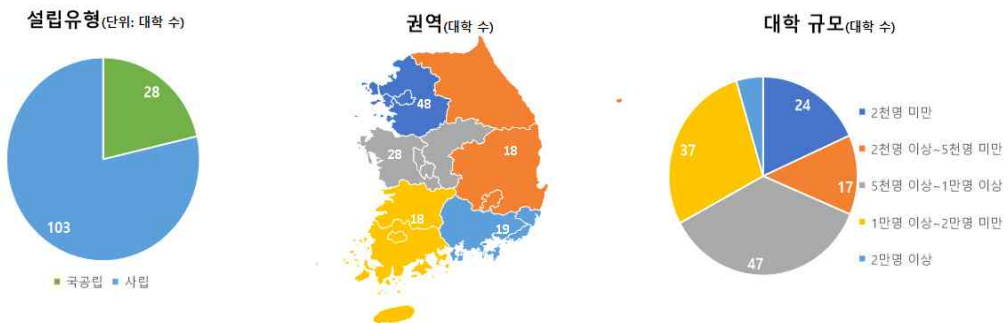 설립유형(단위: 대학 수)
28
103
국공립 사립
권역(대학 수)
48
28
18
18
19
대학 규모(대학 수)
24
17
47
37
2천명 미만
2천명 이상~5천명 미만
5천명 이상~1만명 이상
1만명 이상~2만명 미만
2만명 이상